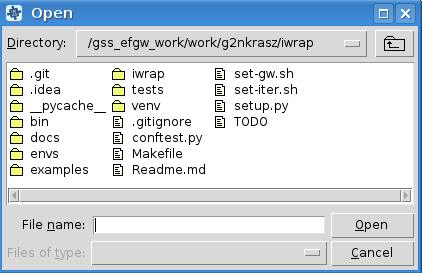 Open
Directory: /gss_efgw_work/work/g2nkrasz/iwrap
.git iwrap set-gw.sh
.idea tests set-iter.sh
__pycache__ venv setup.py
bin .gitignore TODO
docs conftest.py
envs Makefile
examples Readme.md
File name: Open
Files of type: Cancel